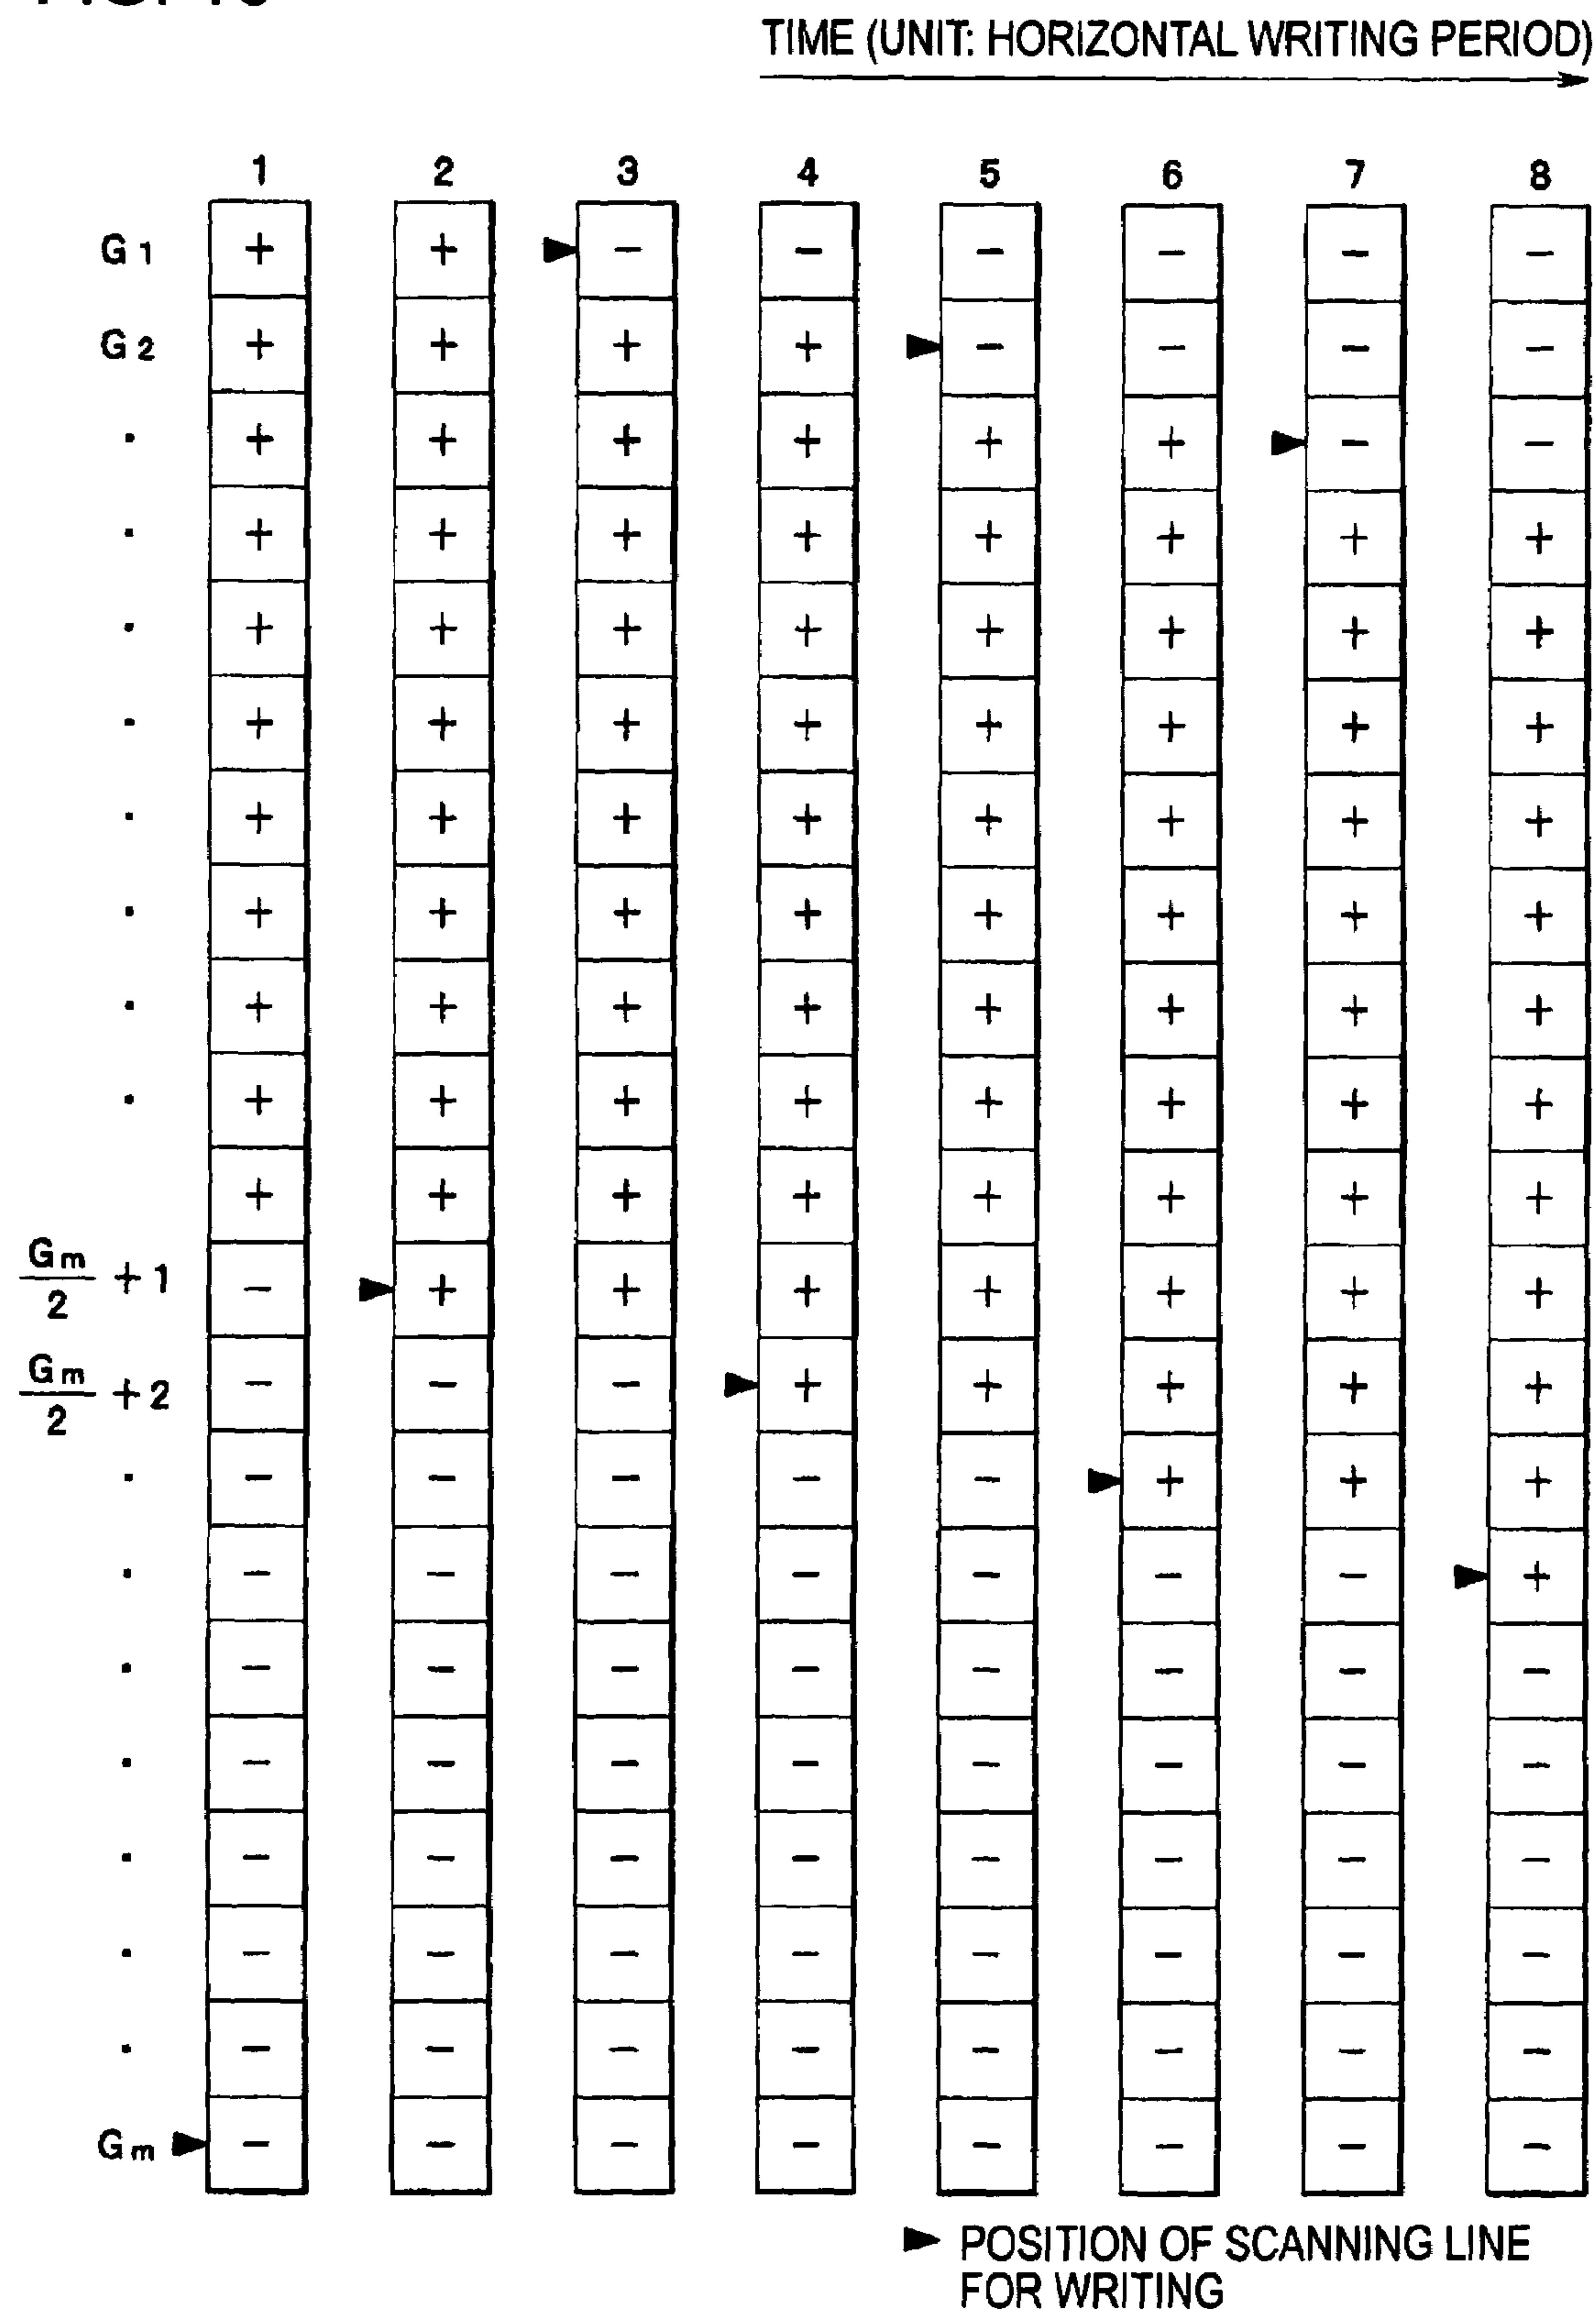 TIME (UNIT: HORIZONTAL WRITING PERIOD)
1 2 3 4 5 6 7 8
G1 + + − − − − − −
G2 + + + + − − − −
· + + + + + + − −
· + + + + + + + +
· + + + + + + + +
· + + + + + + + +
· + + + + + + + +
· + + + + + + + +
· + + + + + + + +
· + + + + + + + +
+ + + + + + + +
Gm/2 + 1 − + + + + + + +
Gm/2 + 2 − − − + + + + +
· − − − − − + + +
· − − − − − − − +
· − − − − − − − −
· − − − − − − − −
· − − − − − − − −
· − − − − − − − −
· − − − − − − − −
Gm − − − − − − − −
POSITION OF SCANNING LINE
FOR WRITING